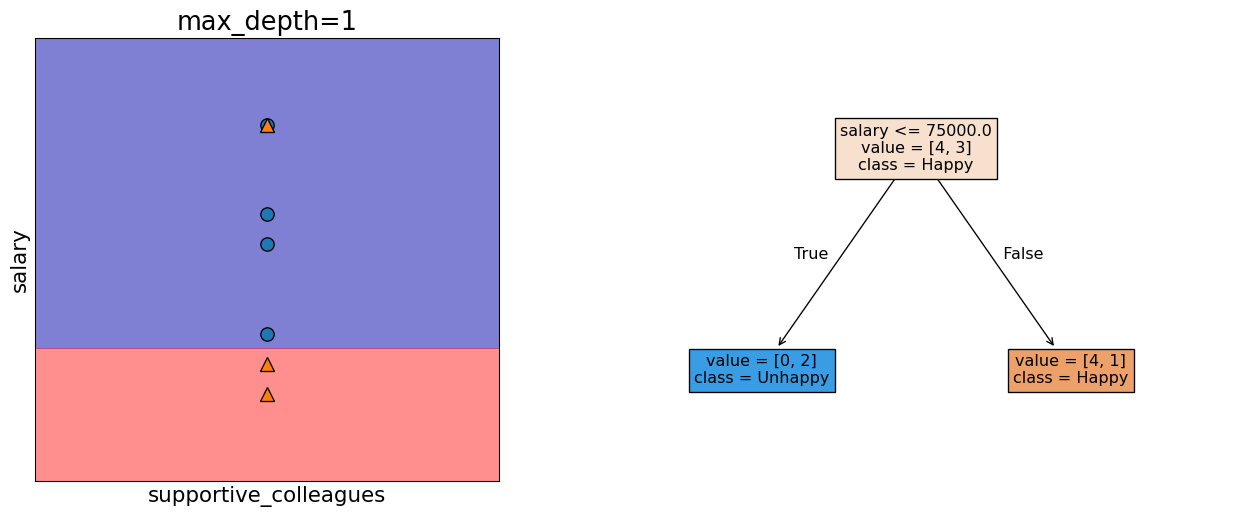 max_depth=1
salary
supportive_colleagues
salary <= 75000.0
value = [4, 3]
class = Happy
True
False
value = [0, 2]
class = Unhappy
value = [4, 1]
class = Happy